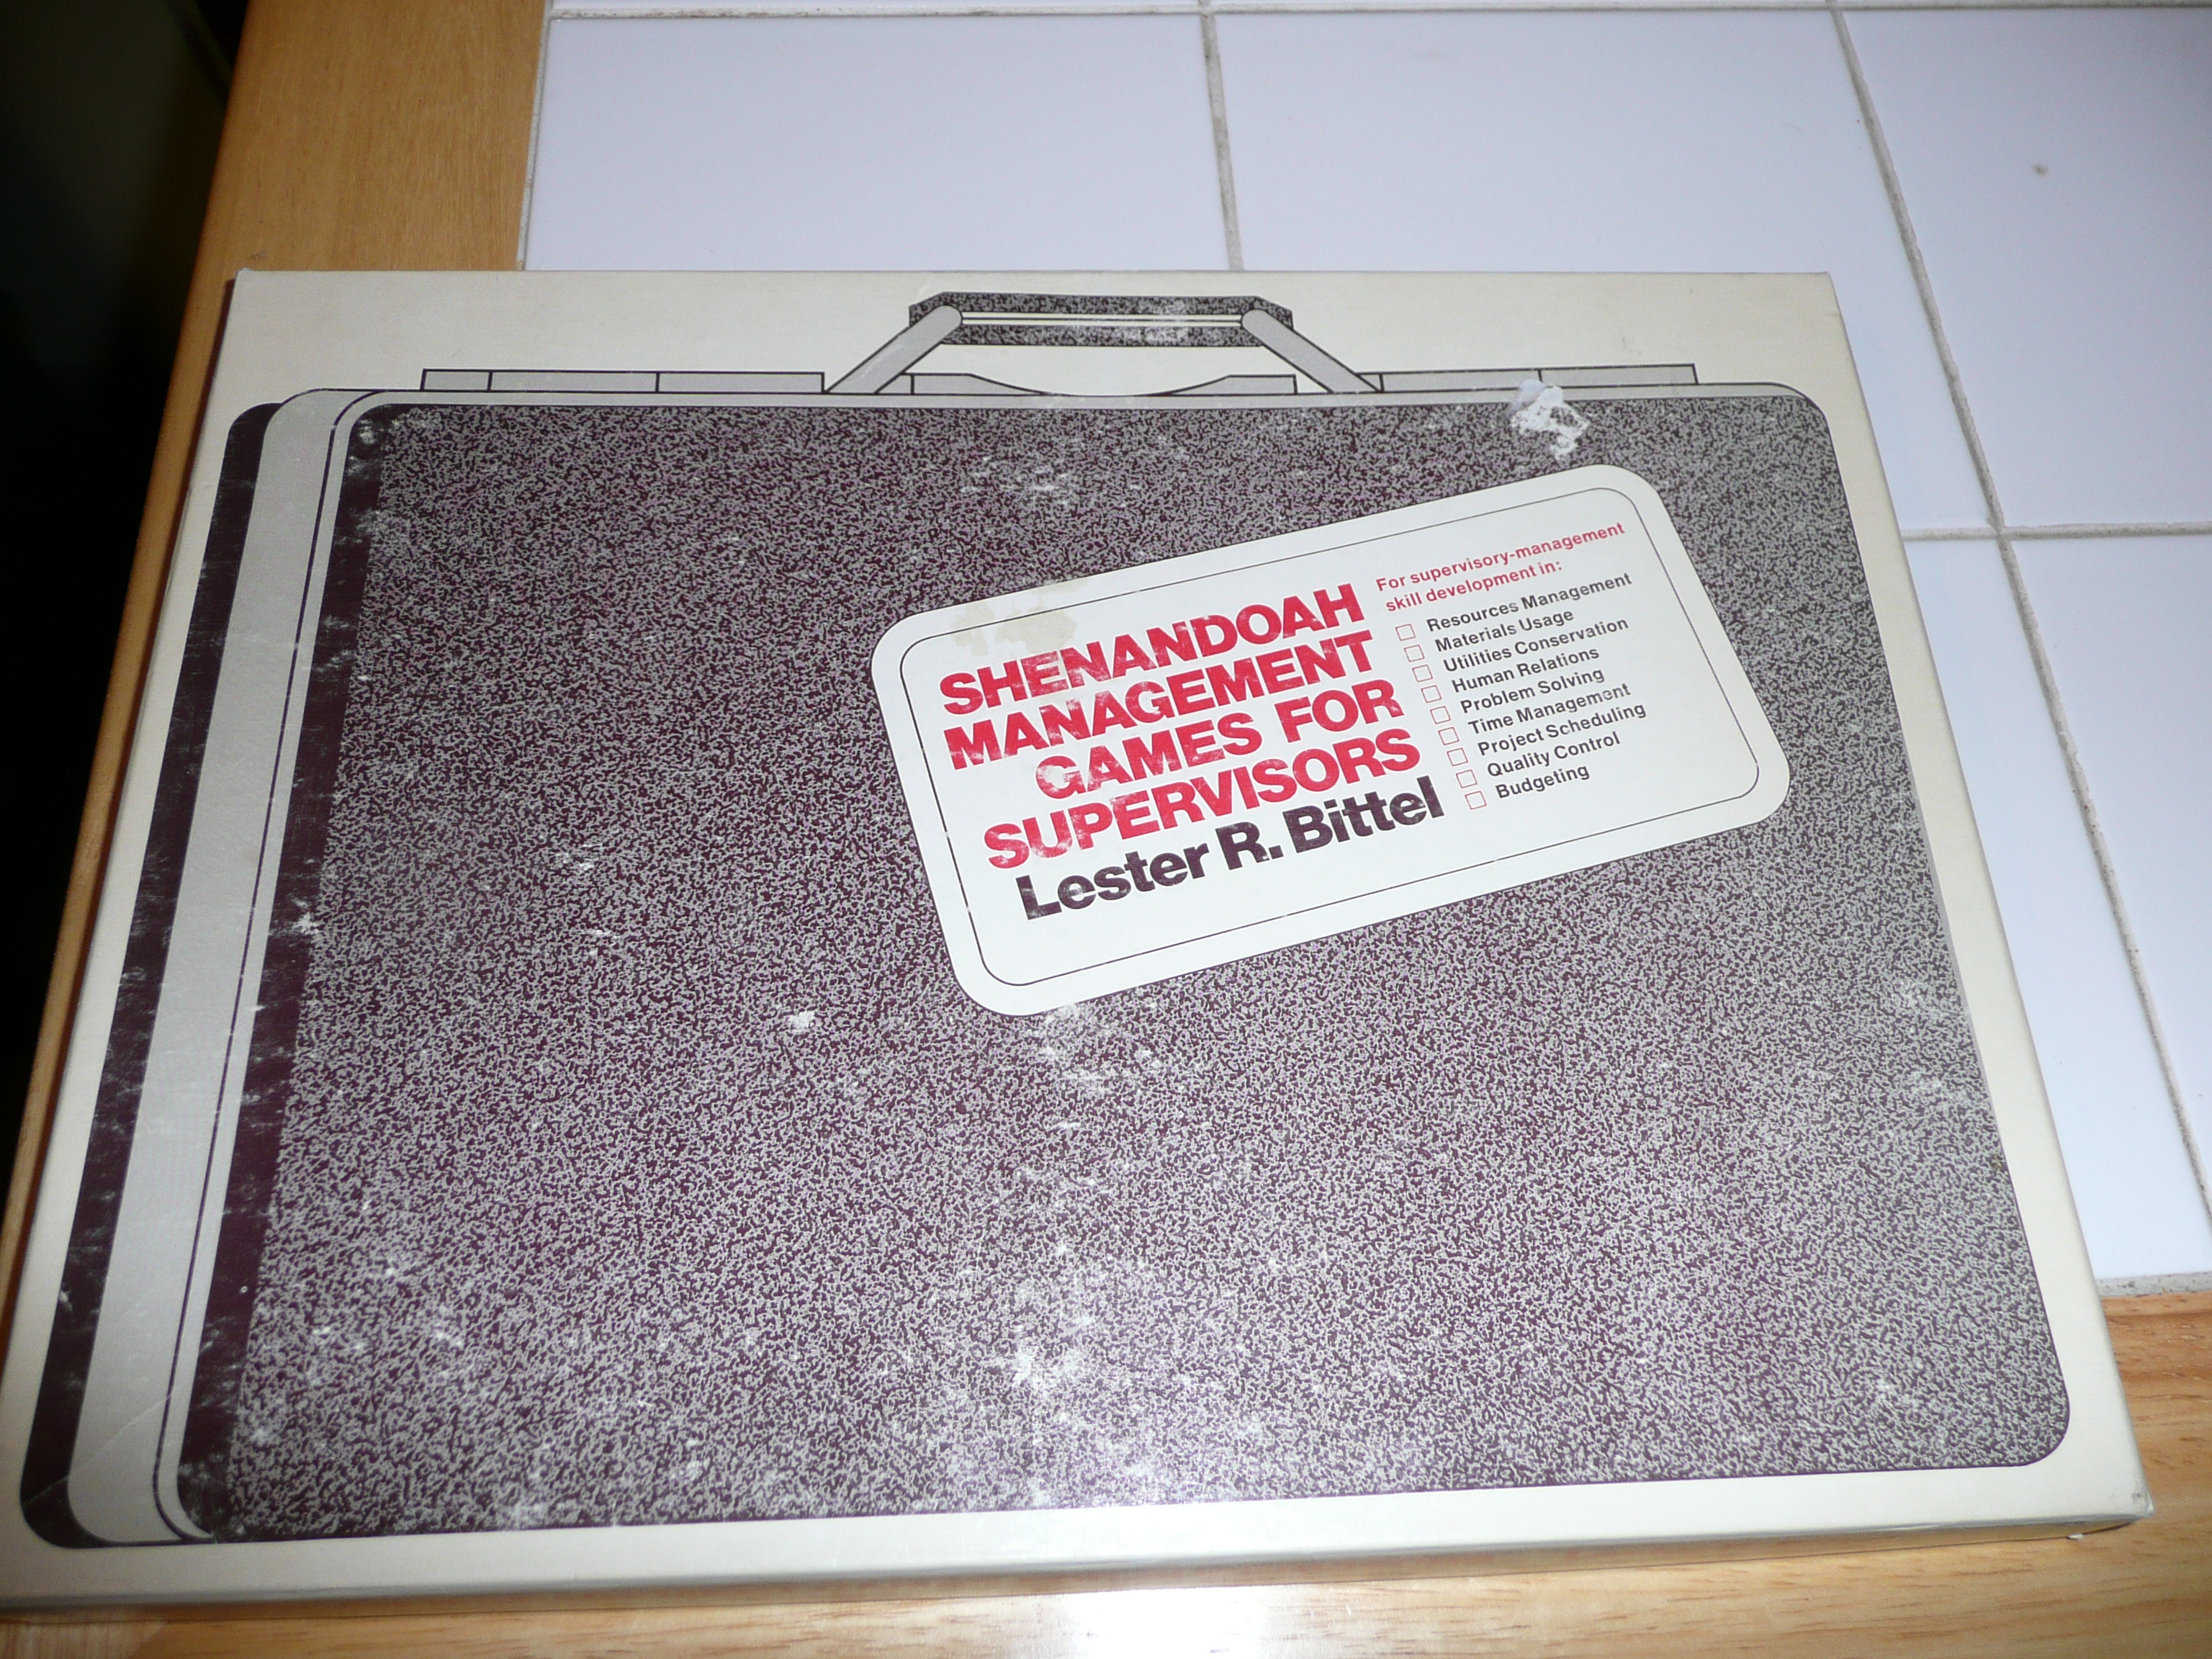 SHENANDOAH
MANAGEMENT
GAMES FOR
SUPERVISORS
Lester R. Bittel
For supervisory-management
skill development in:
Resources Management
Materials Usage
Utilities Conservation
Human Relations
Problem Solving
Time Management
Project Scheduling
Quality Control
Budgeting